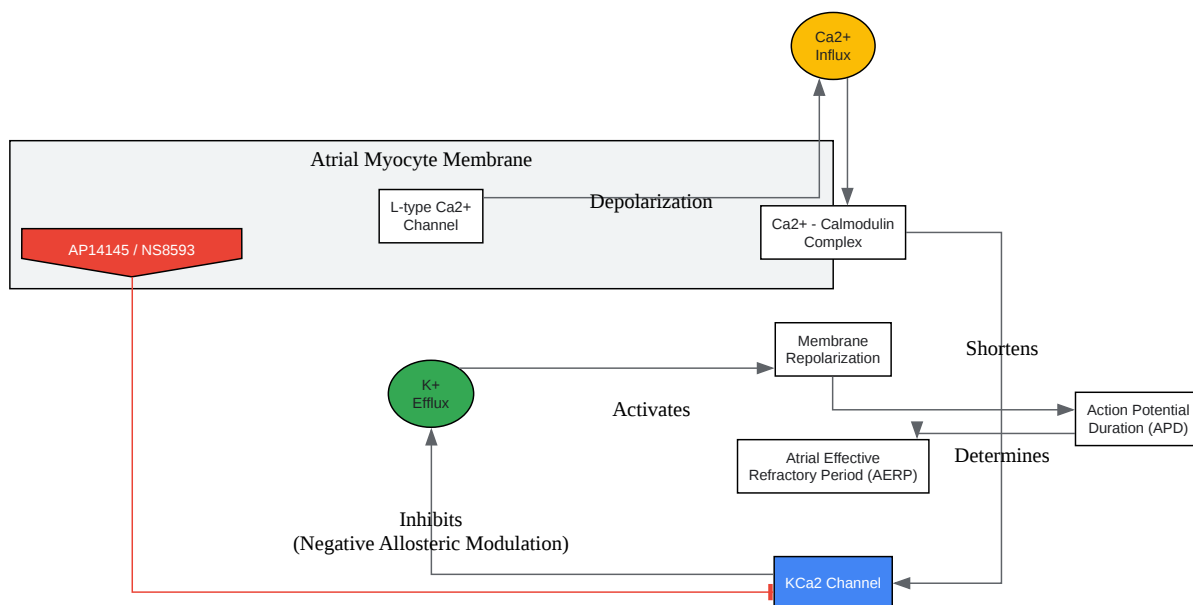 Ca2+
Influx
Atrial Myocyte Membrane
L-type Ca2+
Channel
Depolarization
Ca2+ - Calmodulin
Complex
AP14145 / NS8593
Membrane
Repolarization
Shortens
K+
Efflux
Activates
Action Potential
Duration (APD)
Atrial Effective
Refractory Period (AERP)
Determines
Inhibits
(Negative Allosteric Modulation)
KCa2 Channel